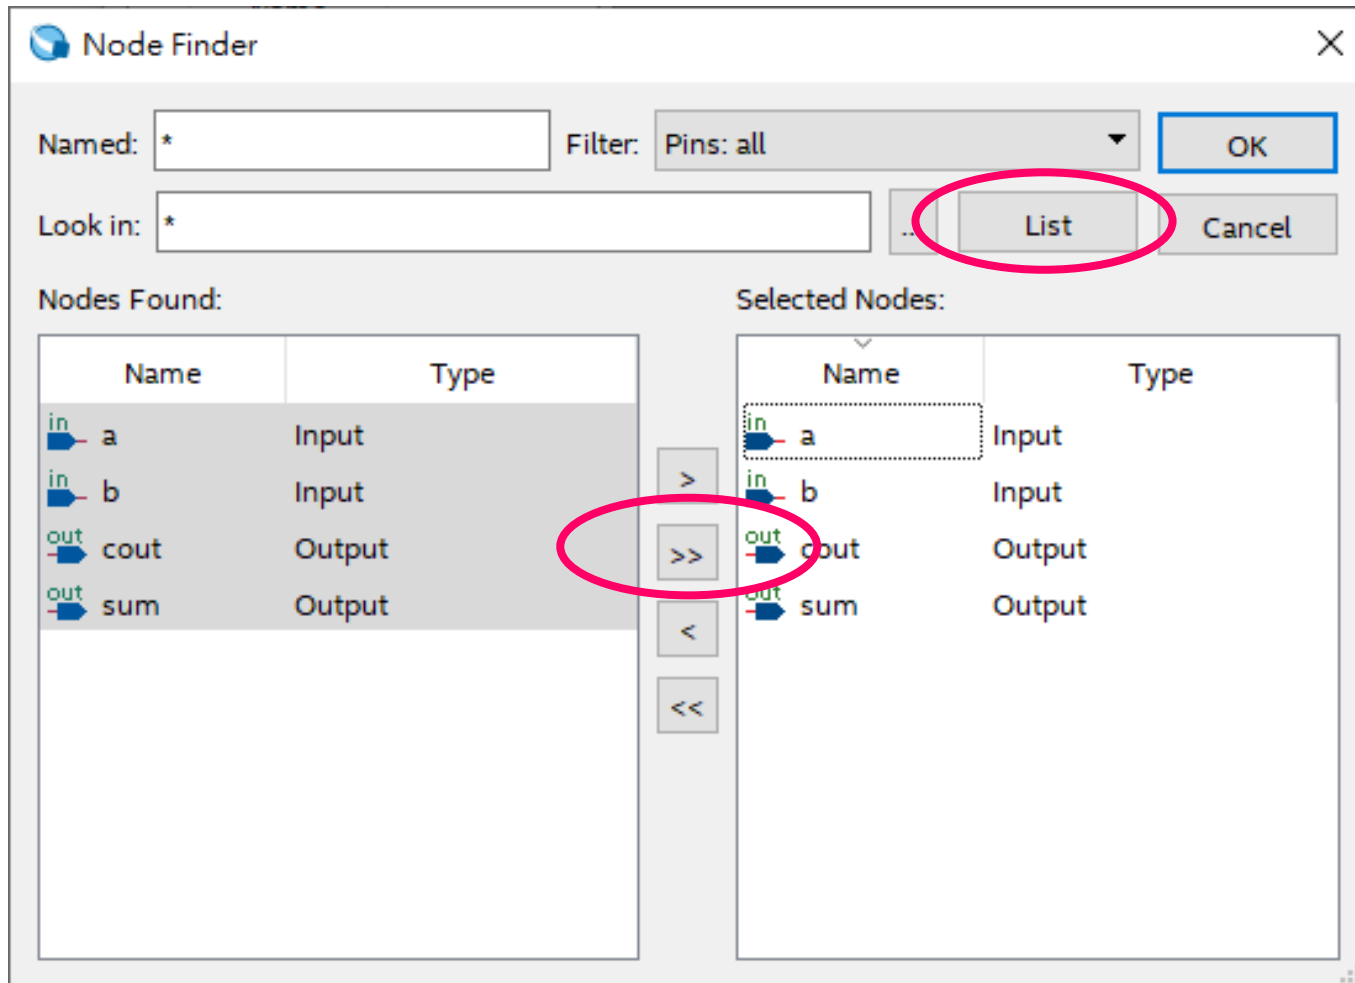 Node Finder
Named: * Filter: Pins: all OK
Look in: * .. List Cancel
Nodes Found: Selected Nodes:
Name Type Name Type
in a Input in a Input
in b Input > in b Input
out cout Output >> out cout Output
out sum Output < out sum Output
<<